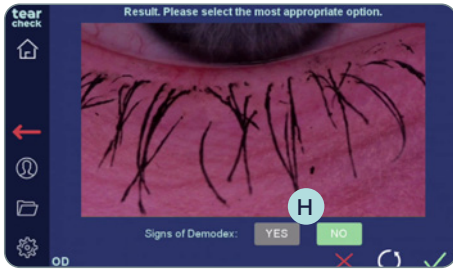 tear
check
Result. Please select the most appropriate option.
H
Signs of Demodex: YES NO
OD